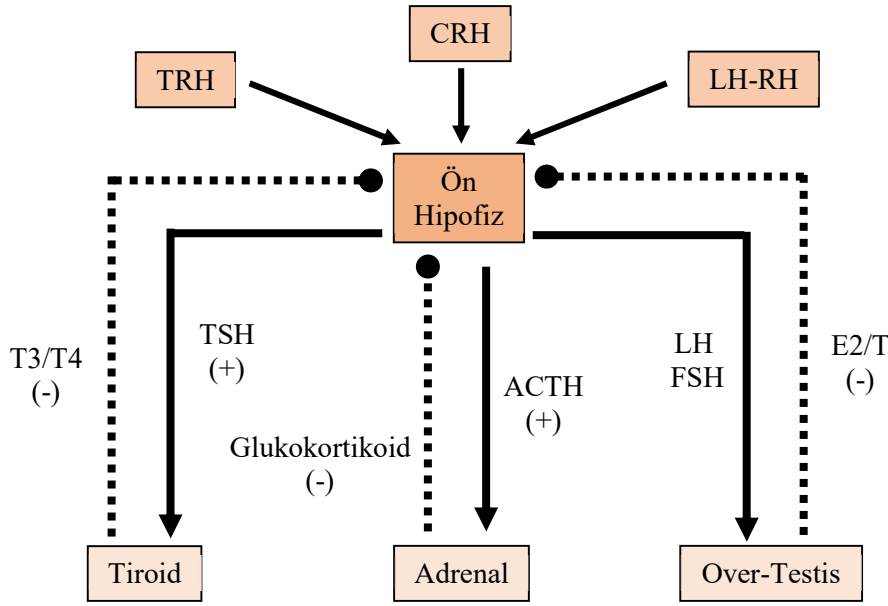 CRH
TRH
LH-RH
Ön
Hipofiz
T3/T4
(-)
TSH
(+)
Glukokortikoid
(-)
ACTH
(+)
LH
FSH
E2/T
(-)
Tiroid
Adrenal
Over-Testis